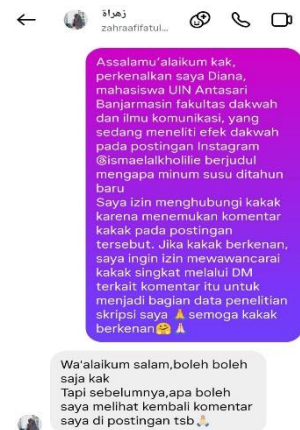 زهراة
zahraafifatul...
Assalamu'alaikum kak,
perkenalkan saya Diana,
mahasiswa UIN Antasari
Banjarmasin fakultas dakwah
dan ilmu komunikasi, yang
sedang meneliti efek dakwah
pada postingan Instagram
@ismaelalkholilie berjudul
mengapa minum susu ditahun
baru
Saya izin menghubungi kakak
karena menemukan komentar
kakak pada postingan
tersebut. Jika kakak berkenan,
saya ingin izin mewawancarai
kakak singkat melalui DM
terkait komentar itu untuk
menjadi bagian data penelitian
skripsi saya 🙏 semoga kakak
berkenan🤗🙏
Wa'alaikum salam,boleh boleh
saja kak
Tapi sebelumnya,apa boleh
saya melihat kembali komentar
saya di postingan tsb🙏